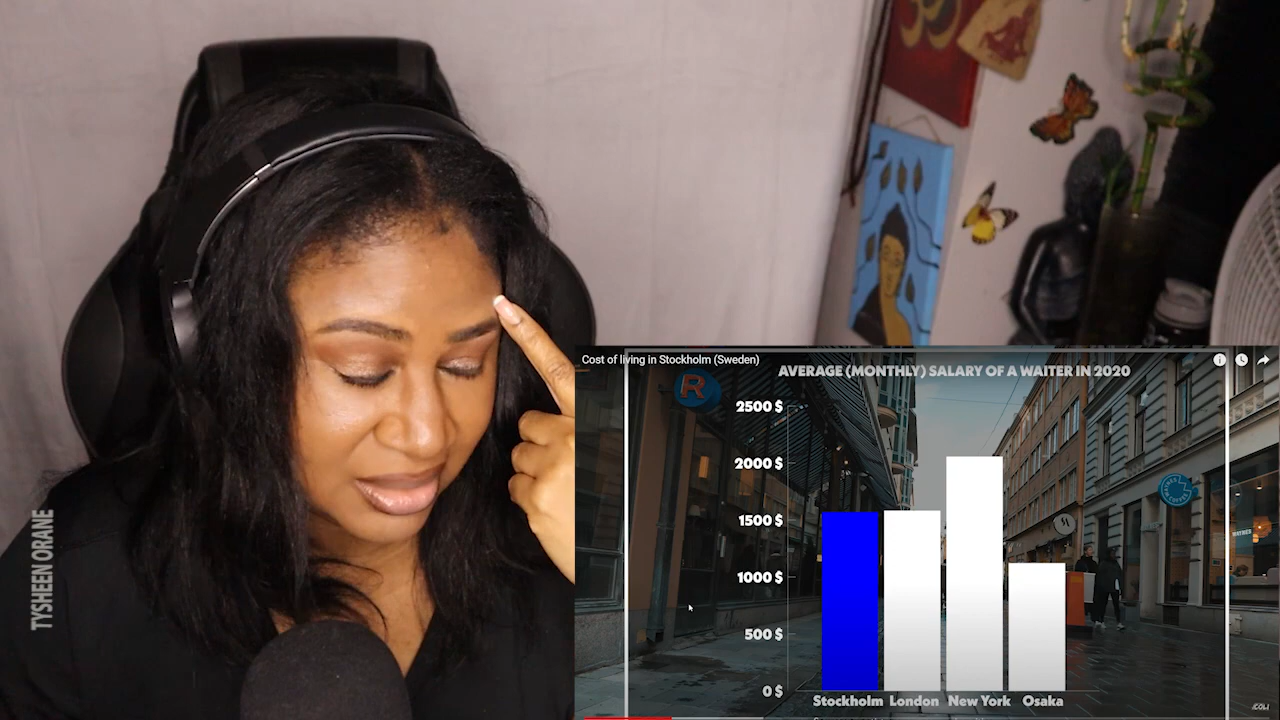 TYSHEEN ORANE
Cost of living in Stockholm (Sweden)
AVERAGE (MONTHLY) SALARY OF A WAITER IN 2020
R
2500 $
2000 $
1500 $
1000 $
500 $
0 $
Stockholm London New York Osaka